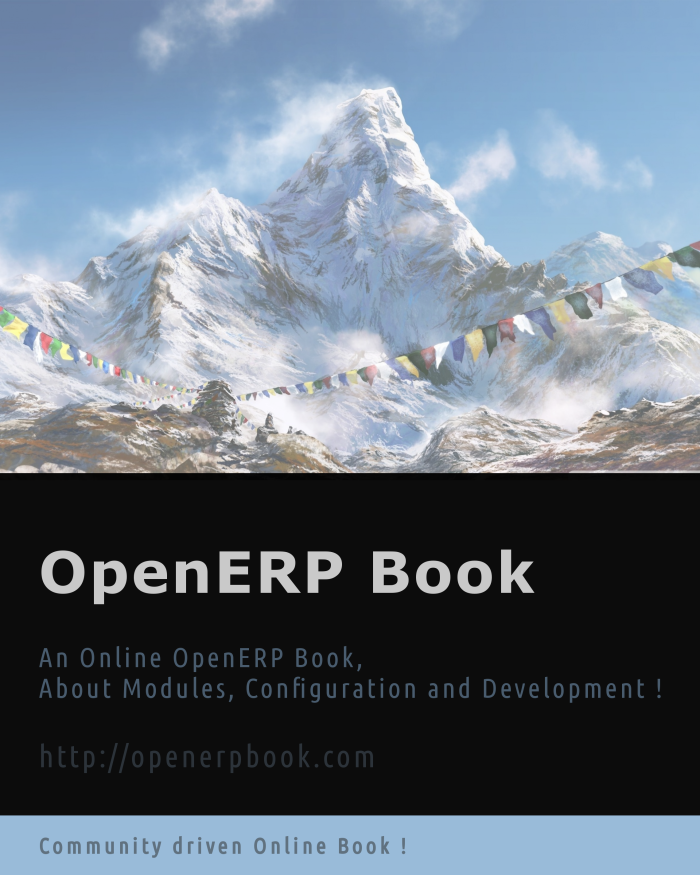 OpenERP Book
An Online OpenERP Book,
About Modules, Configuration and Development !
http://openerpbook.com
Community driven Online Book !